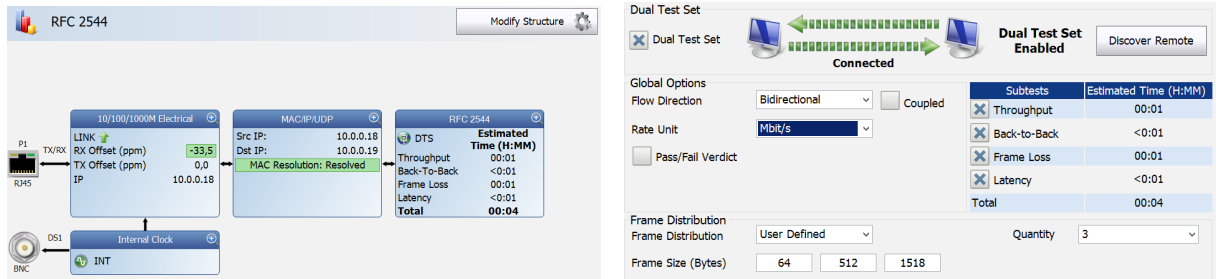 RFC 2544
Modify Structure
10/100/1000M Electrical
LINK
RX Offset (ppm) -33,5
TX Offset (ppm) 0,0
IP 10.0.0.18
P1
TX/RX
RJ45
MAC/IP/UDP
Src IP: 10.0.0.18
Dst IP: 10.0.0.19
MAC Resolution: Resolved
RFC 2544
DTS
Estimated
Time (H:MM)
Throughput 00:01
Back-To-Back <0:01
Frame Loss 00:01
Latency <0:01
Total 00:04
DS1
BNC
Internal Clock
INT
Dual Test Set
Dual Test Set
Connected
Dual Test Set
Enabled
Discover Remote
Global Options
Flow Direction Bidirectional Coupled
Rate Unit Mbit/s
Pass/Fail Verdict
Subtests Estimated Time (H:MM)
Throughput 00:01
Back-to-Back <0:01
Frame Loss 00:01
Latency <0:01
Total 00:04
Frame Distribution
Frame Distribution User Defined Quantity 3
Frame Size (Bytes) 64 512 1518